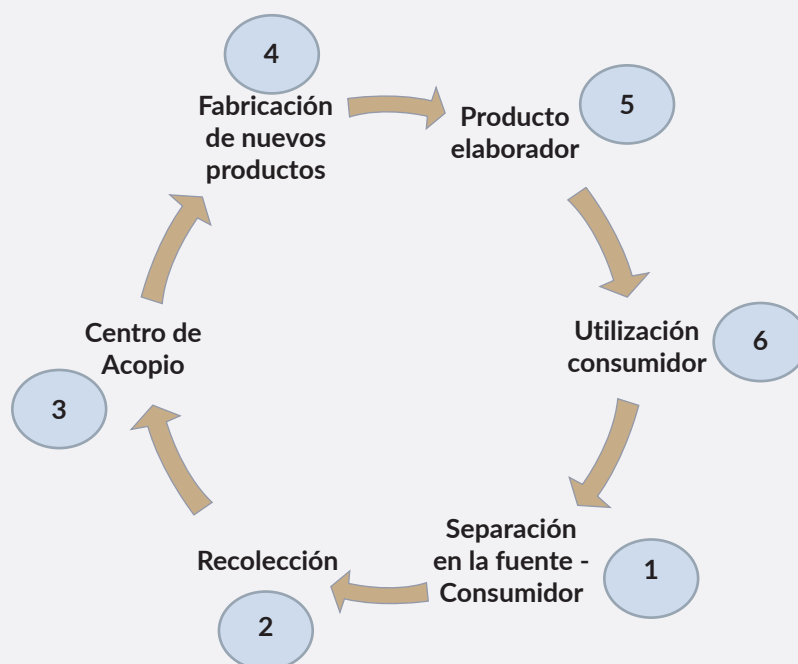 4
Fabricación
de nuevos
productos
5
Producto
elaborador
6
Utilización
consumidor
1
Separación
en la fuente -
Consumidor
2
Recolección
3
Centro de
Acopio